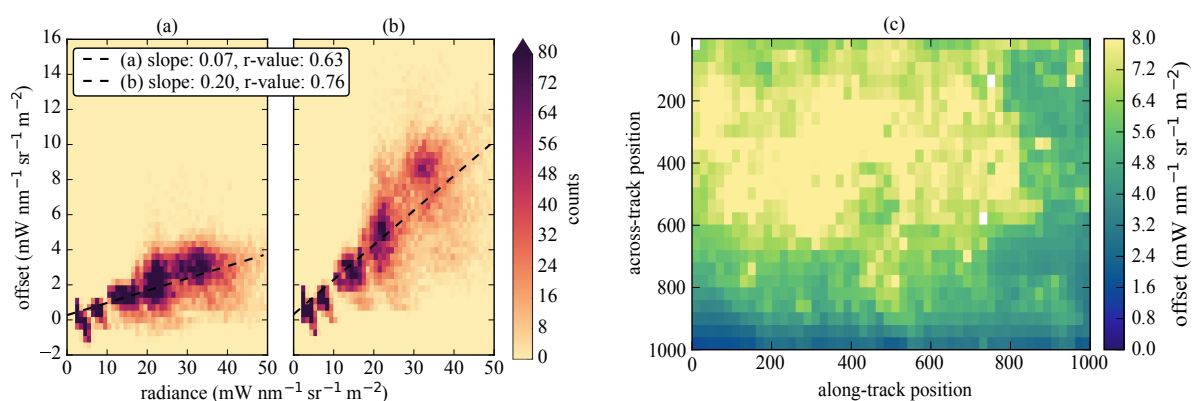 (a)
(b)
(c)
(a) slope: 0.07, r-value: 0.63
(b) slope: 0.20, r-value: 0.76
16
14
12
10
8
6
4
2
0
−2
offset (mW nm⁻¹ sr⁻¹ m⁻²)
0 10 20 30 40 50
0 10 20 30 40 50
radiance (mW nm⁻¹ sr⁻¹ m⁻²)
80
72
64
56
48
40
32
24
16
8
0
counts
0
200
400
600
800
1000
across-track position
0 200 400 600 800 1000
along-track position
8.0
7.2
6.4
5.6
4.8
4.0
3.2
2.4
1.6
0.8
0.0
offset (mW nm⁻¹ sr⁻¹ m⁻²)